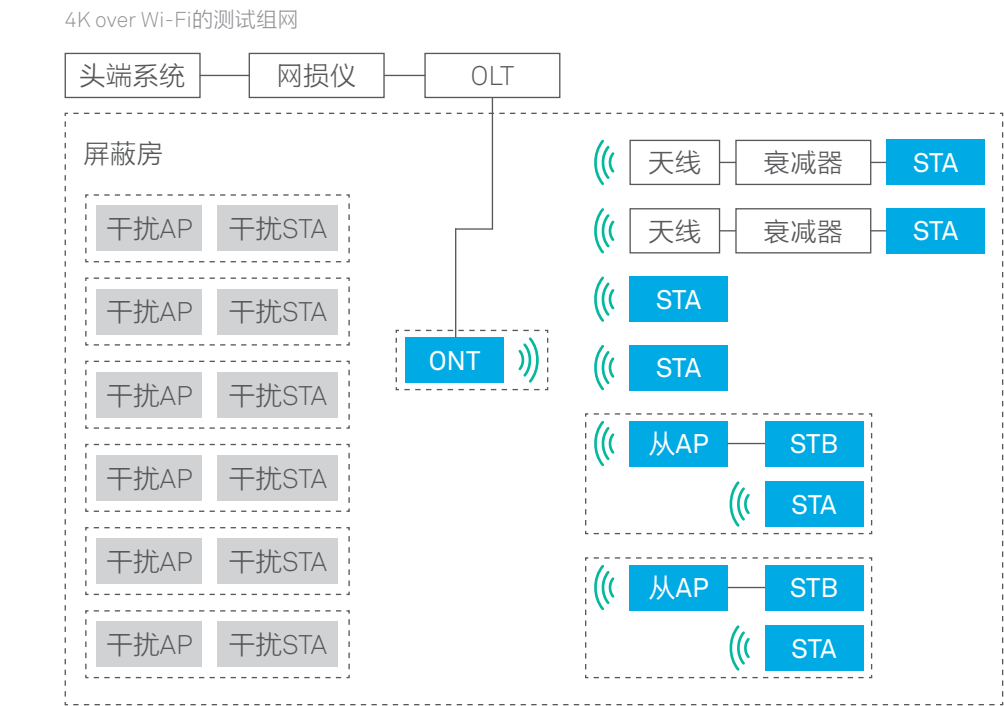 4K over Wi-Fi的测试组网
头端系统 网损仪 OLT
屏蔽房
干扰AP 干扰STA
干扰AP 干扰STA
干扰AP 干扰STA
干扰AP 干扰STA
干扰AP 干扰STA
干扰AP 干扰STA
ONT
天线 衰减器 STA
天线 衰减器 STA
STA
STA
从AP STB
STA
从AP STB
STA